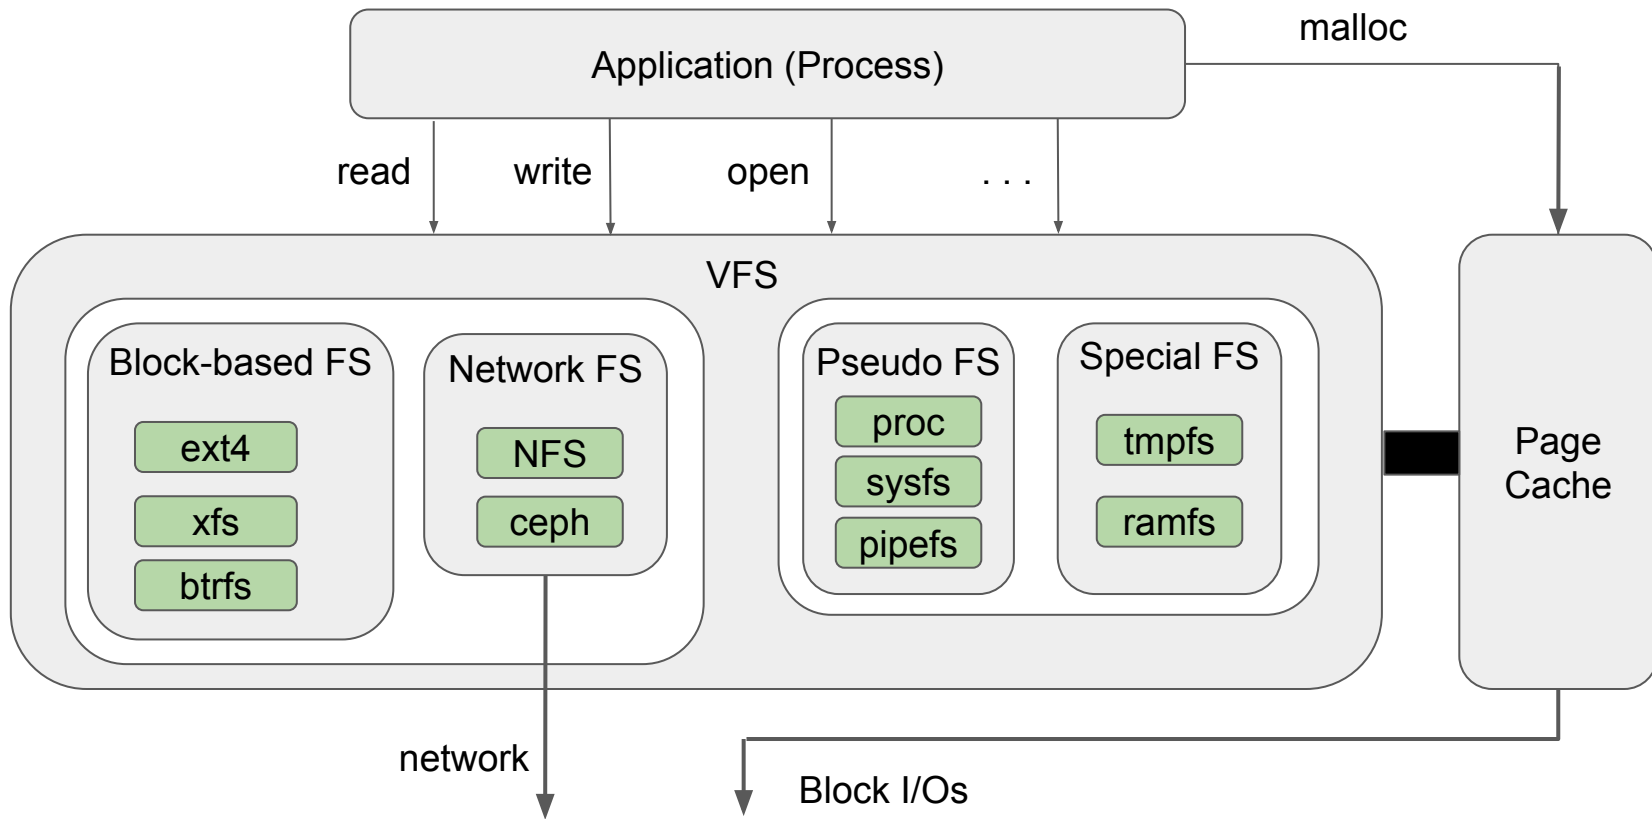 malloc
Application (Process)
read
write
open
. . .
VFS
Block-based FS
ext4
xfs
btrfs
Network FS
NFS
ceph
Pseudo FS
proc
sysfs
pipefs
Special FS
tmpfs
ramfs
Page
Cache
network
Block I/Os